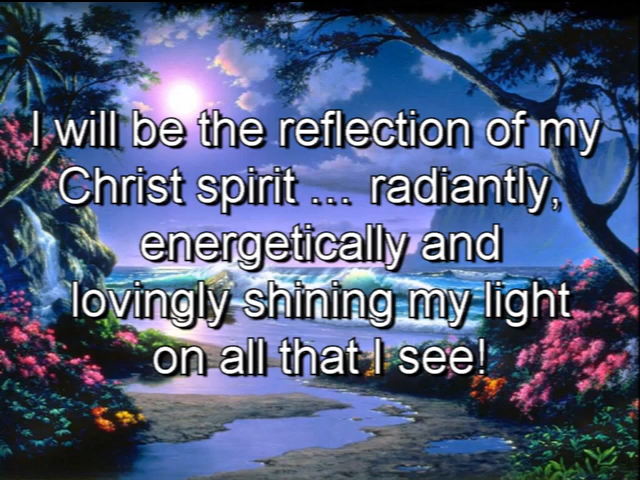 I will be the reflection of my
Christ spirit ... radiantly,
energetically and
lovingly shining my light
on all that I see!